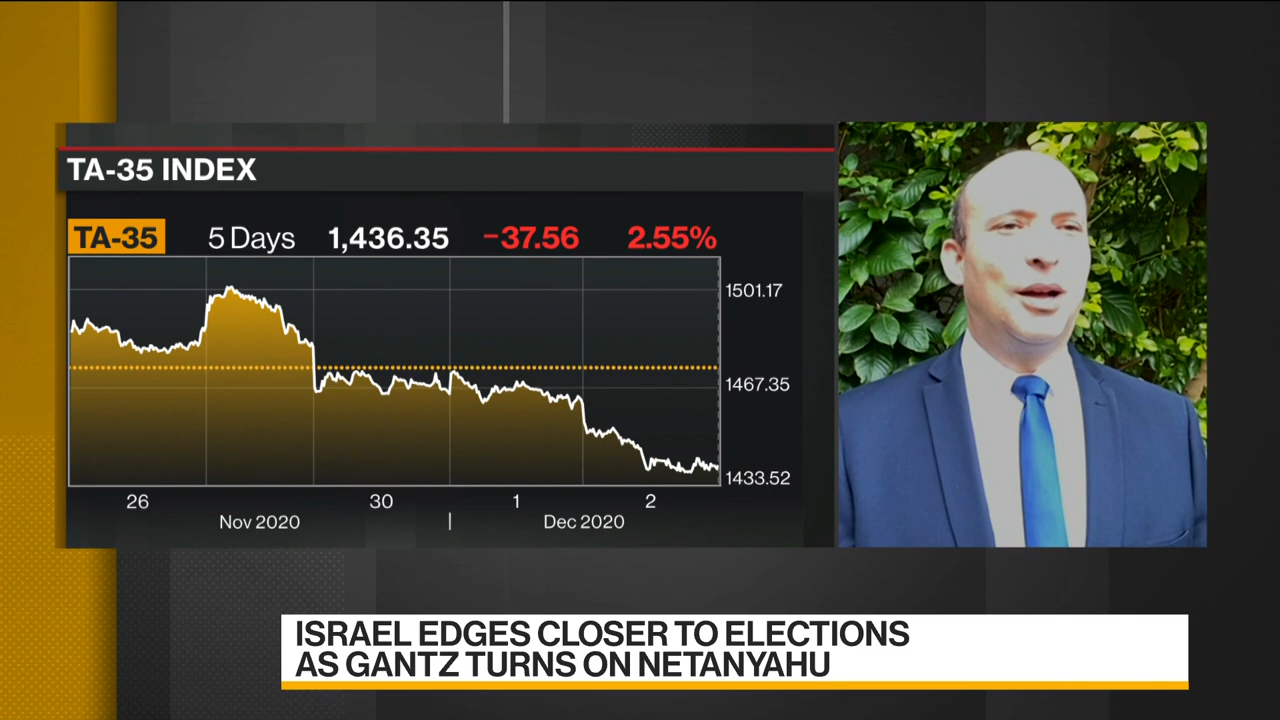 TA-35 INDEX
TA-35 5 Days 1,436.35 −37.56 2.55%
1501.17
1467.35
1433.52
26 30 1 2
Nov 2020 | Dec 2020
ISRAEL EDGES CLOSER TO ELECTIONS
AS GANTZ TURNS ON NETANYAHU